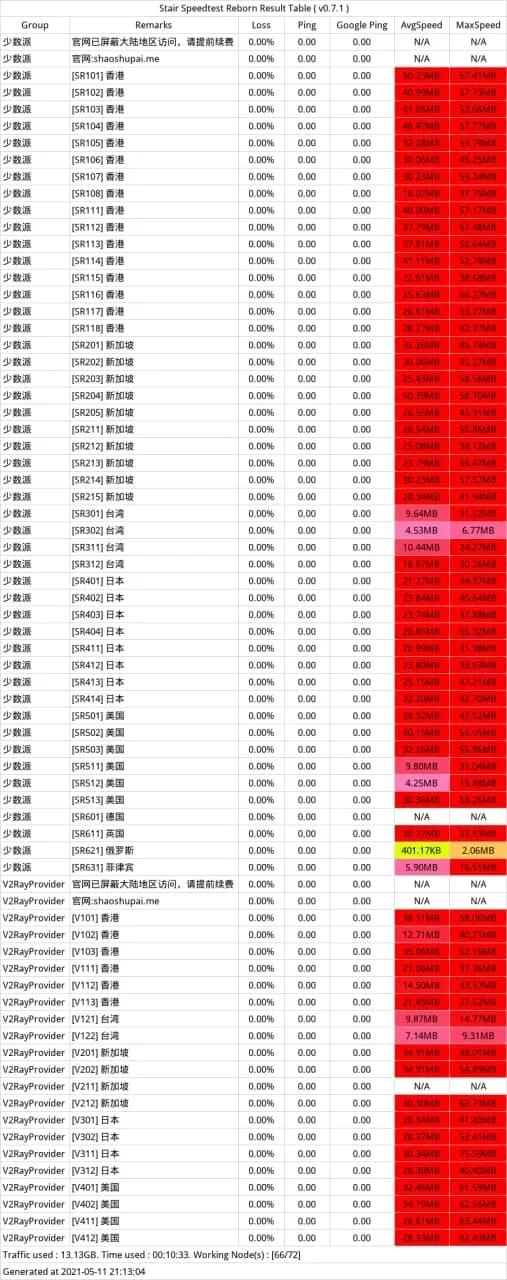 Stair Speedtest Reborn Result Table ( v0.7.1 )
Group Remarks Loss Ping Google Ping AvgSpeed MaxSpeed
少数派 官网已屏蔽大陆地区访问，请提前续费 0.00% 0.00 0.00 N/A N/A
少数派 官网:shaoshupai.me 0.00% 0.00 0.00 N/A N/A
少数派 [SR101] 香港 0.00% 0.00 0.00 50.23MB 57.41MB
少数派 [SR102] 香港 0.00% 0.00 0.00 40.99MB 57.73MB
少数派 [SR103] 香港 0.00% 0.00 0.00 41.05MB 53.66MB
少数派 [SR104] 香港 0.00% 0.00 0.00 48.47MB 57.77MB
少数派 [SR105] 香港 0.00% 0.00 0.00 32.28MB 53.79MB
少数派 [SR106] 香港 0.00% 0.00 0.00 30.06MB 45.25MB
少数派 [SR107] 香港 0.00% 0.00 0.00 30.23MB 59.24MB
少数派 [SR108] 香港 0.00% 0.00 0.00 18.07MB 37.75MB
少数派 [SR111] 香港 0.00% 0.00 0.00 40.00MB 57.17MB
少数派 [SR112] 香港 0.00% 0.00 0.00 37.79MB 57.48MB
少数派 [SR113] 香港 0.00% 0.00 0.00 56.64MB
少数派 [SR114] 香港 0.00% 0.00 0.00 41.11MB 52.78MB
少数派 [SR115] 香港 0.00% 0.00 0.00 22.61MB 38.68MB
少数派 [SR116] 香港 0.00% 0.00 0.00 25.63MB
少数派 [SR117] 香港 0.00% 0.00 0.00 26.61MB 53.27MB
少数派 [SR118] 香港 0.00% 0.00 0.00 28.27MB 42.37MB
少数派 [SR201] 新加坡 0.00% 0.00 0.00 32.26MB 45.74MB
少数派 [SR202] 新加坡 0.00% 0.00 0.00 30.06MB 55.27MB
少数派 [SR203] 新加坡 0.00% 0.00 0.00 25.43MB 58.56MB
少数派 [SR204] 新加坡 0.00% 0.00 0.00 50.39MB 58.70MB
少数派 [SR205] 新加坡 0.00% 0.00 0.00 26.55MB 45.91MB
少数派 [SR211] 新加坡 0.00% 0.00 0.00 26.54MB 55.86MB
少数派 [SR212] 新加坡 0.00% 0.00 0.00 25.08MB 38.12MB
少数派 [SR213] 新加坡 0.00% 0.00 0.00 23.79MB 55.67MB
少数派 [SR214] 新加坡 0.00% 0.00 0.00 30.23MB 57.57MB
少数派 [SR215] 新加坡 0.00% 0.00 0.00 28.34MB 41.94MB
少数派 [SR301] 台湾 0.00% 0.00 0.00 9.64MB 31.22MB
少数派 [SR302] 台湾 0.00% 0.00 0.00 4.53MB 6.77MB
少数派 [SR311] 台湾 0.00% 0.00 0.00 10.44MB 24.27MB
少数派 [SR312] 台湾 0.00% 0.00 0.00 18.67MB 30.26MB
少数派 [SR401] 日本 0.00% 0.00 0.00 21.27MB 34.37MB
少数派 [SR402] 日本 0.00% 0.00 0.00 23.84MB 45.64MB
少数派 [SR403] 日本 0.00% 0.00 0.00 23.74MB 37.88MB
少数派 [SR404] 日本 0.00% 0.00 0.00 20.85MB 55.32MB
少数派 [SR411] 日本 0.00% 0.00 0.00 20.99MB 31.98MB
少数派 [SR412] 日本 0.00% 0.00 0.00 23.80MB 33.63MB
少数派 [SR413] 日本 0.00% 0.00 0.00 25.15MB 47.21MB
少数派 [SR414] 日本 0.00% 0.00 0.00 22.20MB 32.70MB
少数派 [SR501] 美国 0.00% 0.00 0.00 28.32MB 43.52MB
少数派 [SR502] 美国 0.00% 0.00 0.00 30.15MB 55.05MB
少数派 [SR503] 美国 0.00% 0.00 0.00 32.26MB 55.96MB
少数派 [SR511] 美国 0.00% 0.00 0.00 9.80MB 31.04MB
少数派 [SR512] 美国 0.00% 0.00 0.00 4.25MB 15.88MB
少数派 [SR513] 美国 0.00% 0.00 0.00 30.36MB 58.26MB
少数派 [SR601] 德国 0.00% 0.00 0.00 N/A N/A
少数派 [SR611] 英国 0.00% 0.00 0.00 30.27MB 57.53MB
少数派 [SR621] 俄罗斯 0.00% 0.00 0.00 401.17KB 2.06MB
少数派 [SR631] 菲律宾 0.00% 0.00 0.00 5.90MB 16.51MB
V2RayProvider 官网已屏蔽大陆地区访问，请提前续费 0.00% 0.00 0.00 N/A N/A
V2RayProvider 官网:shaoshupai.me 0.00% 0.00 0.00 N/A N/A
V2RayProvider [V101] 香港 0.00% 0.00 0.00 38.51MB 58.06MB
V2RayProvider [V102] 香港 0.00% 0.00 0.00 12.71MB 40.21MB
V2RayProvider [V103] 香港 0.00% 0.00 0.00 35.06MB 52.16MB
V2RayProvider [V111] 香港 0.00% 0.00 0.00 21.06MB 37.36MB
V2RayProvider [V112] 香港 0.00% 0.00 0.00 14.50MB 33.57MB
V2RayProvider [V113] 香港 0.00% 0.00 0.00 21.45MB 37.52MB
V2RayProvider [V121] 台湾 0.00% 0.00 0.00 9.87MB 14.77MB
V2RayProvider [V122] 台湾 0.00% 0.00 0.00 7.14MB 9.31MB
V2RayProvider [V201] 新加坡 0.00% 0.00 0.00 34.91MB 48.01MB
V2RayProvider [V202] 新加坡 0.00% 0.00 0.00 34.91MB 54.89MB
V2RayProvider [V211] 新加坡 0.00% 0.00 0.00 N/A N/A
V2RayProvider [V212] 新加坡 0.00% 0.00 0.00 30.30MB 62.73MB
V2RayProvider [V301] 日本 0.00% 0.00 0.00 28.54MB 41.80MB
V2RayProvider [V302] 日本 0.00% 0.00 0.00 28.37MB 52.41MB
V2RayProvider [V311] 日本 0.00% 0.00 0.00 30.34MB 75.59MB
V2RayProvider [V312] 日本 0.00% 0.00 0.00 28.30MB 40.40MB
V2RayProvider [V401] 美国 0.00% 0.00 0.00 32.46MB 61.59MB
V2RayProvider [V402] 美国 0.00% 0.00 0.00 34.79MB 62.56MB
V2RayProvider [V411] 美国 0.00% 0.00 0.00 26.61MB 63.44MB
V2RayProvider [V412] 美国 0.00% 0.00 0.00 28.33MB 62.43MB
Traffic used : 13.13GB. Time used : 00:10:33. Working Node(s) : [66/72]
Generated at 2021-05-11 21:13:04